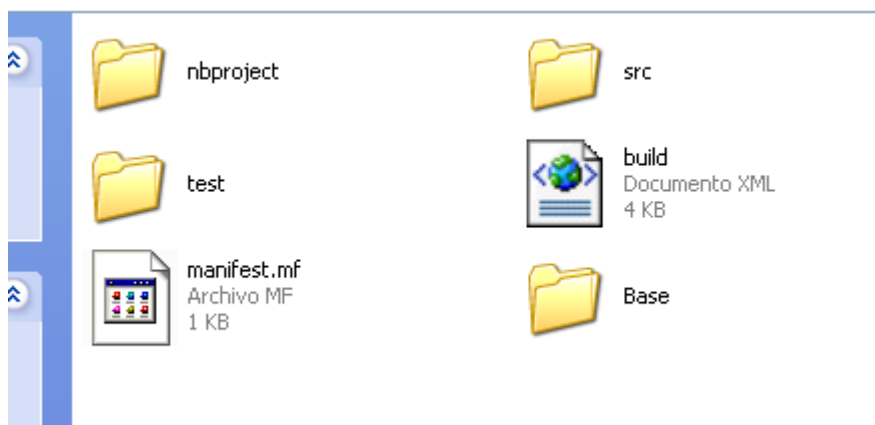 nbproject
src
test
build
Documento XML
4 KB
manifest.mf
Archivo MF
1 KB
Base